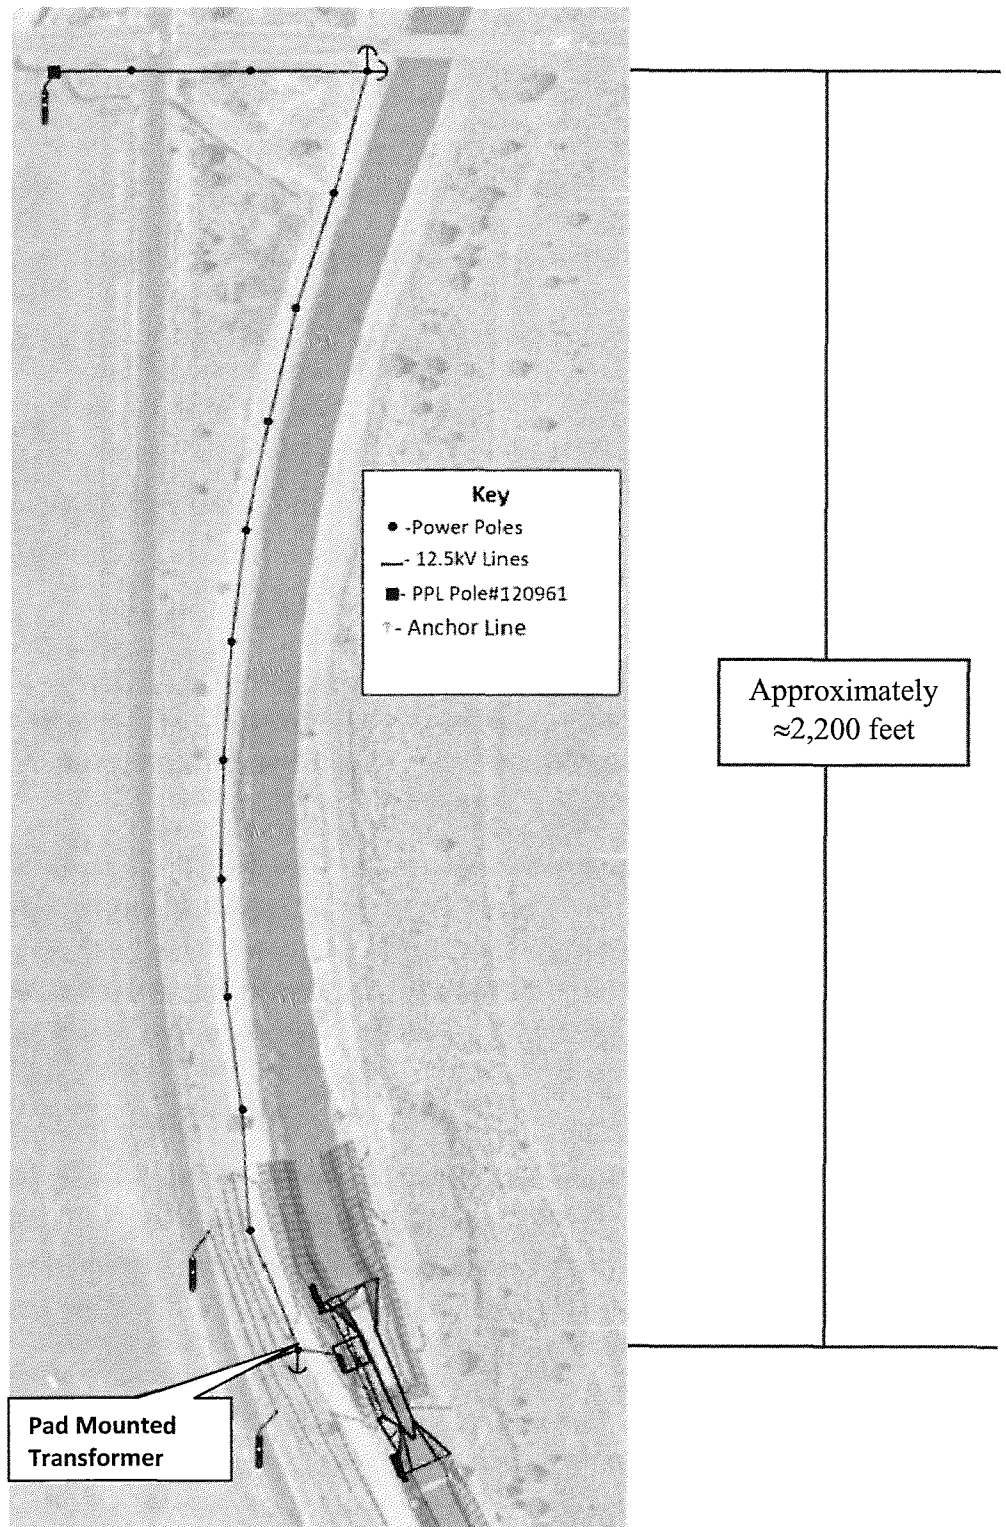 Key
-Power Poles
- 12.5kV Lines
- PPL Pole#120961
- Anchor Line
Approximately
≈2,200 feet
Pad Mounted
Transformer